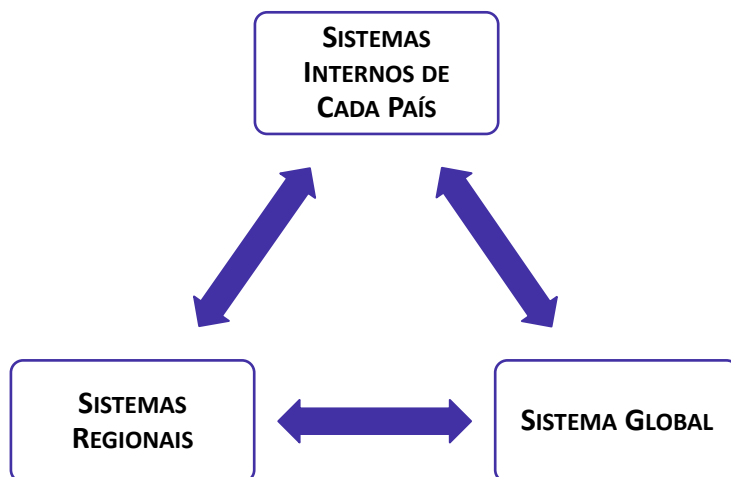 SISTEMAS
INTERNOS DE
CADA PAÍS
SISTEMAS
REGIONAIS
SISTEMA GLOBAL